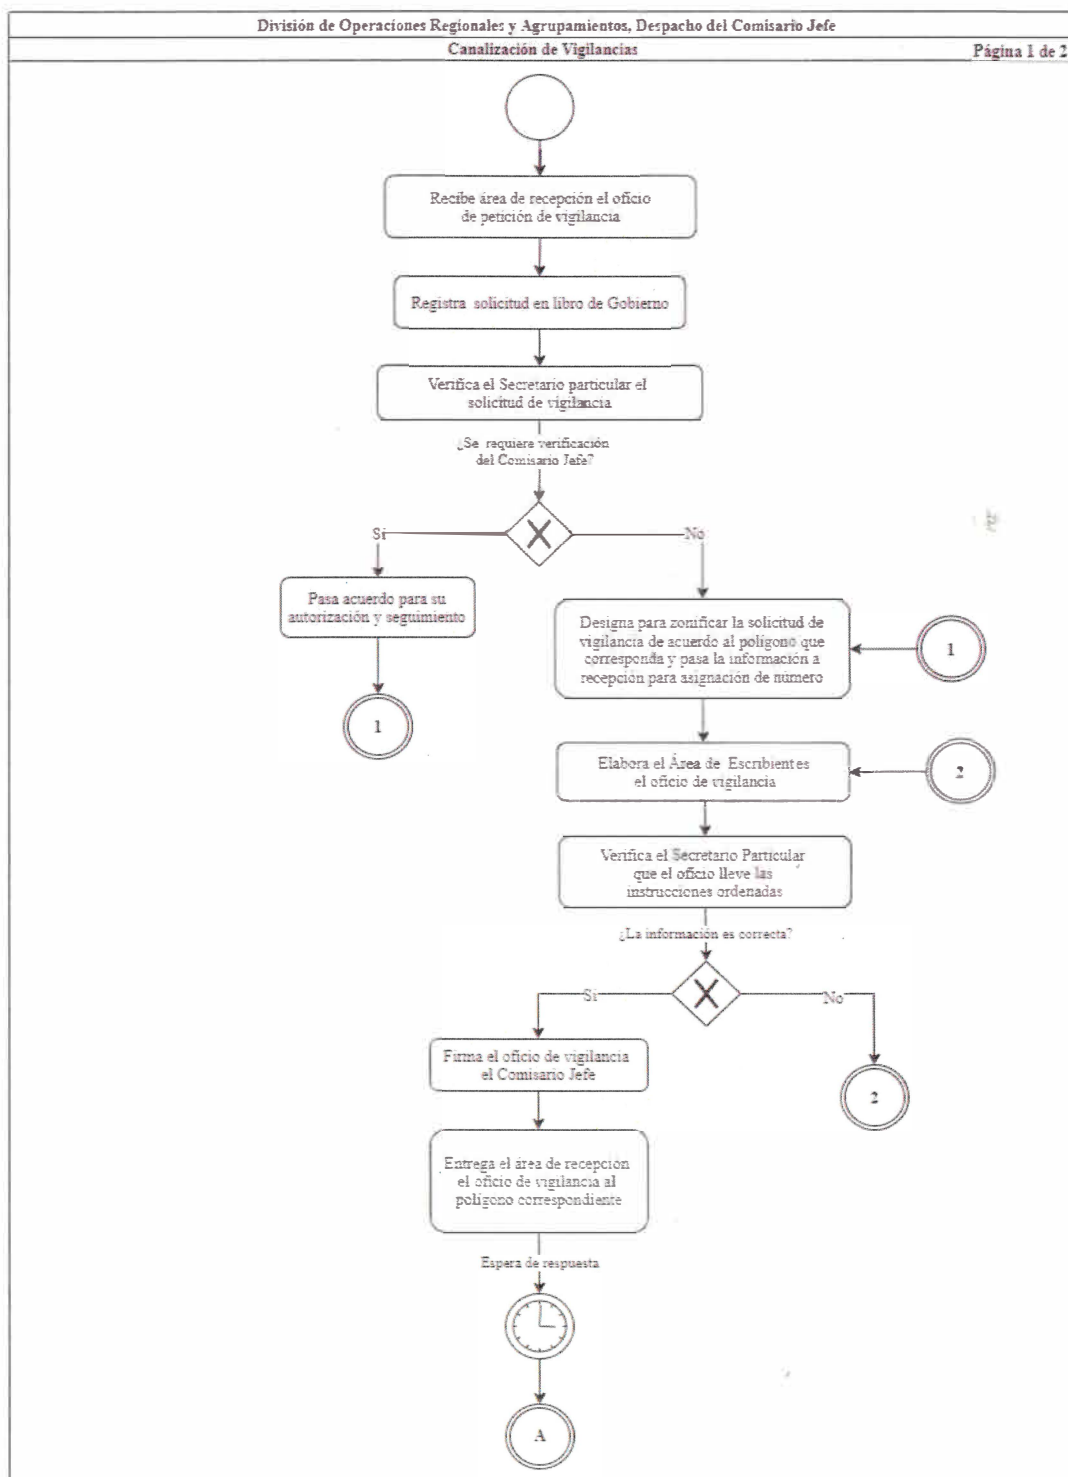 División de Operaciones Regionales y Agrupamientos, Despacho del Comisario Jefe
Canalización de Vigilancias
Página 1 de 2
Recibe área de recepción el oficio
de petición de vigilancia
Registra solicitud en libro de Gobierno
Verifica el Secretario particular el
solicitud de vigilancia
¿Se requiere verificación
del Comisario Jefe?
Si
No
Pasa acuerdo para su
autorización y seguimiento
1
Designa para zonificar la solicitud de
vigilancia de acuerdo al polígono que
corresponda y pasa la información a
recepción para asignación de número
1
Elabora el Área de Escribientes
el oficio de vigilancia
2
Verifica el Secretario Particular
que el oficio lleve las
instrucciones ordenadas
¿La información es correcta?
Si
No
Firma el oficio de vigilancia
el Comisario Jefe
2
Entrega el área de recepción
el oficio de vigilancia al
polígono correspondiente
Espera de respuesta
A